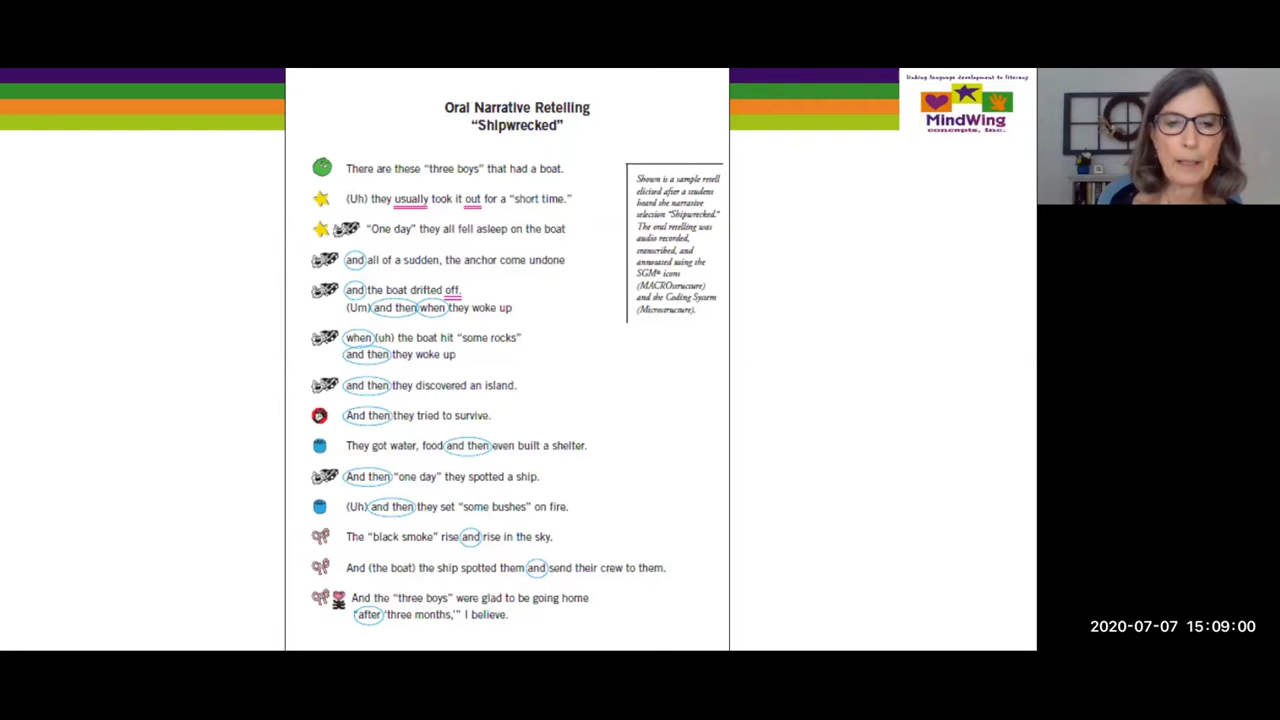 Oral Narrative Retelling
“Shipwrecked”
There are these “three boys” that had a boat.
(Uh) they usually took it out for a “short time.”
“One day” they all fell asleep on the boat
and all of a sudden, the anchor come undone
and the boat drifted off.
(Um) and then when they woke up
when (uh) the boat hit “some rocks”
and then they woke up
and then they discovered an island.
And then they tried to survive.
They got water, food and then even built a shelter.
And then “one day” they spotted a ship.
(Uh) and then they set “some bushes” on fire.
The “black smoke” rise and rise in the sky.
And (the boat) the ship spotted them and send their crew to them.
And the “three boys” were glad to be going home
“after ‘three months,’” I believe.
Shown is a sample retell
elicited after a student
heard the narrative
selection “Shipwrecked.”
The oral retelling was
audio recorded,
transcribed, and
annotated using the
SGM® icons
(MACROstructure)
and the Coding System
(Microstructure).
linking language development to literacy
MindWing
concepts, inc.
2020-07-07 15:09:00